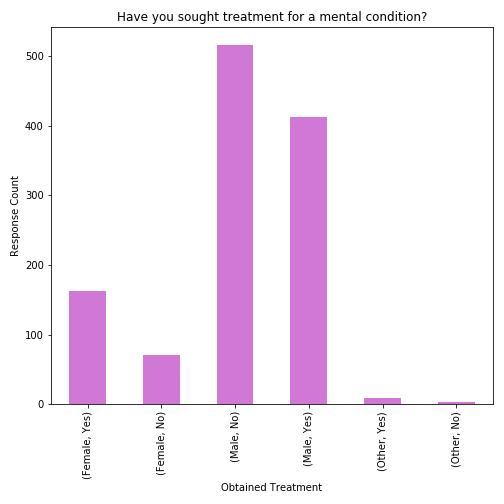 Have you sought treatment for a mental condition?
500
400
300
200
100
0
Response Count
(Female, Yes)
(Female, No)
(Male, No)
(Male, Yes)
(Other, Yes)
(Other, No)
Obtained Treatment